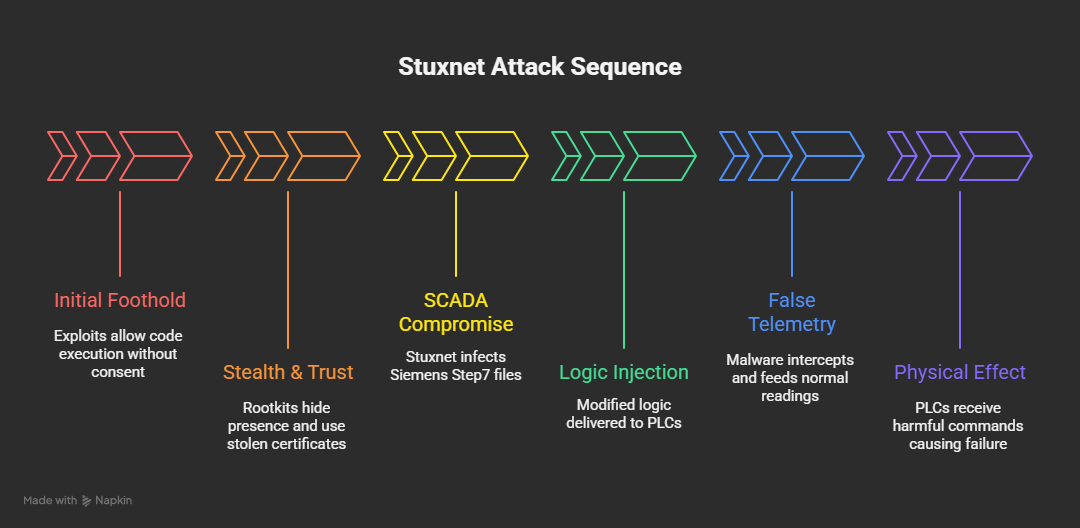 Stuxnet Attack Sequence
Initial Foothold
Exploits allow code
execution without
consent
Stealth & Trust
Rootkits hide
presence and use
stolen certificates
SCADA
Compromise
Stuxnet infects
Siemens Step7 files
Logic Injection
Modified logic
delivered to PLCs
False
Telemetry
Malware intercepts
and feeds normal
readings
Physical Effect
PLCs receive
harmful commands
causing failure
Made with Napkin